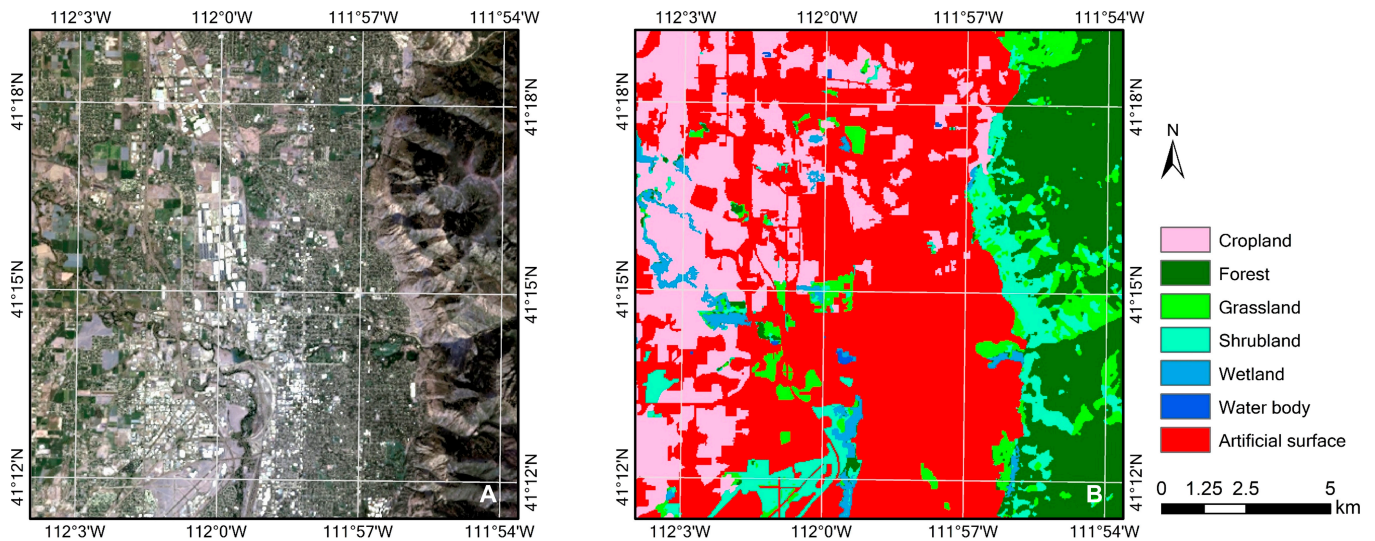 112°3'W 112°0'W 111°57'W 111°54'W
112°3'W 112°0'W 111°57'W 111°54'W
41°18'N
41°15'N
41°12'N
41°18'N
41°15'N
41°12'N
A
112°3'W 112°0'W 111°57'W 111°54'W
41°18'N
41°15'N
41°12'N
41°18'N
41°15'N
41°12'N
B
112°3'W 112°0'W 111°57'W 111°54'W
N
Cropland
Forest
Grassland
Shrubland
Wetland
Water body
Artificial surface
0 1.25 2.5 5
km